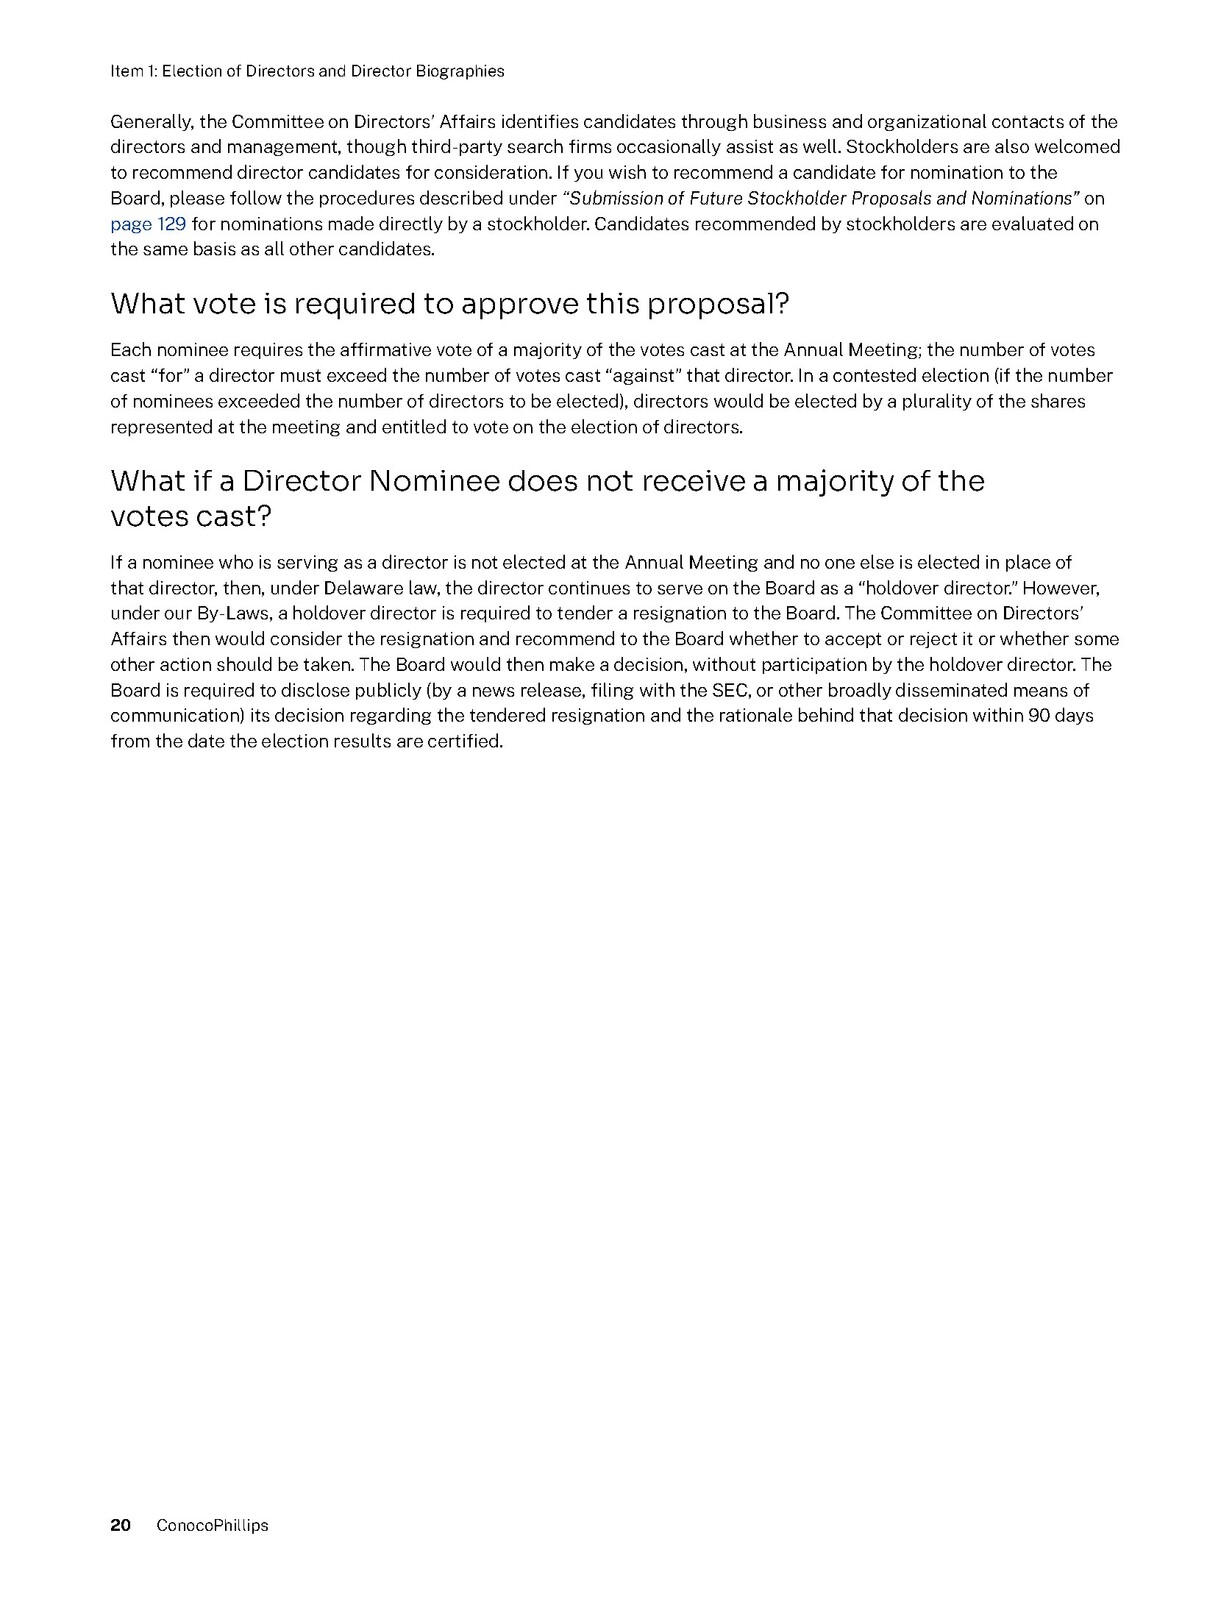 Item 1: Election of Directors and Director Biographies
Generally, the Committee on Directors’ Affairs identifies candidates through business and organizational contacts of the
directors and management, though third-party search firms occasionally assist as well. Stockholders are also welcomed
to recommend director candidates for consideration. If you wish to recommend a candidate for nomination to the
Board, please follow the procedures described under “Submission of Future Stockholder Proposals and Nominations” on
page 129 for nominations made directly by a stockholder. Candidates recommended by stockholders are evaluated on
the same basis as all other candidates.
What vote is required to approve this proposal?
Each nominee requires the affirmative vote of a majority of the votes cast at the Annual Meeting; the number of votes
cast “for” a director must exceed the number of votes cast “against” that director. In a contested election (if the number
of nominees exceeded the number of directors to be elected), directors would be elected by a plurality of the shares
represented at the meeting and entitled to vote on the election of directors.
What if a Director Nominee does not receive a majority of the
votes cast?
If a nominee who is serving as a director is not elected at the Annual Meeting and no one else is elected in place of
that director, then, under Delaware law, the director continues to serve on the Board as a “holdover director.” However,
under our By-Laws, a holdover director is required to tender a resignation to the Board. The Committee on Directors’
Affairs then would consider the resignation and recommend to the Board whether to accept or reject it or whether some
other action should be taken. The Board would then make a decision, without participation by the holdover director. The
Board is required to disclose publicly (by a news release, filing with the SEC, or other broadly disseminated means of
communication) its decision regarding the tendered resignation and the rationale behind that decision within 90 days
from the date the election results are certified.
20 ConocoPhillips